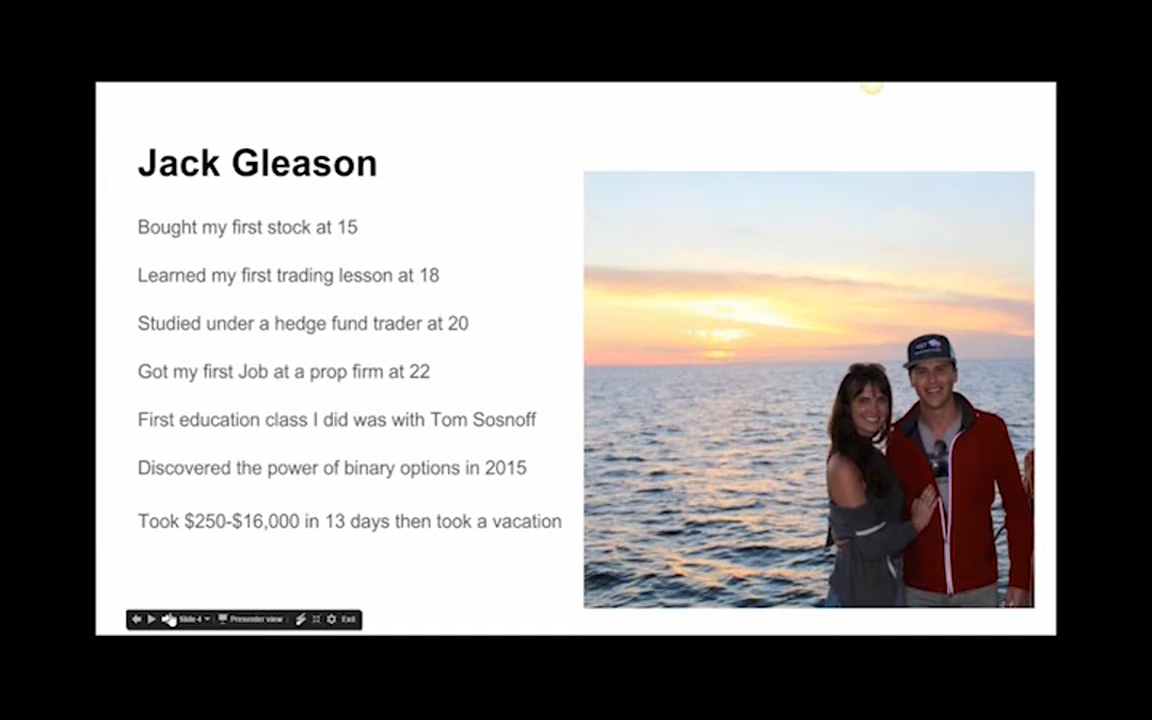 Jack Gleason
Bought my first stock at 15
Learned my first trading lesson at 18
Studied under a hedge fund trader at 20
Got my first Job at a prop firm at 22
First education class I did was with Tom Sosnoff
Discovered the power of binary options in 2015
Took $250-$16,000 in 13 days then took a vacation
Slide 4 Presenter view Exit